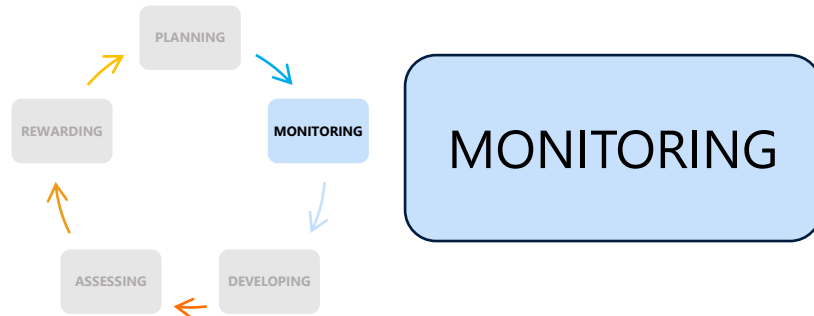 PLANNING
REWARDING
MONITORING
ASSESSING
DEVELOPING
MONITORING